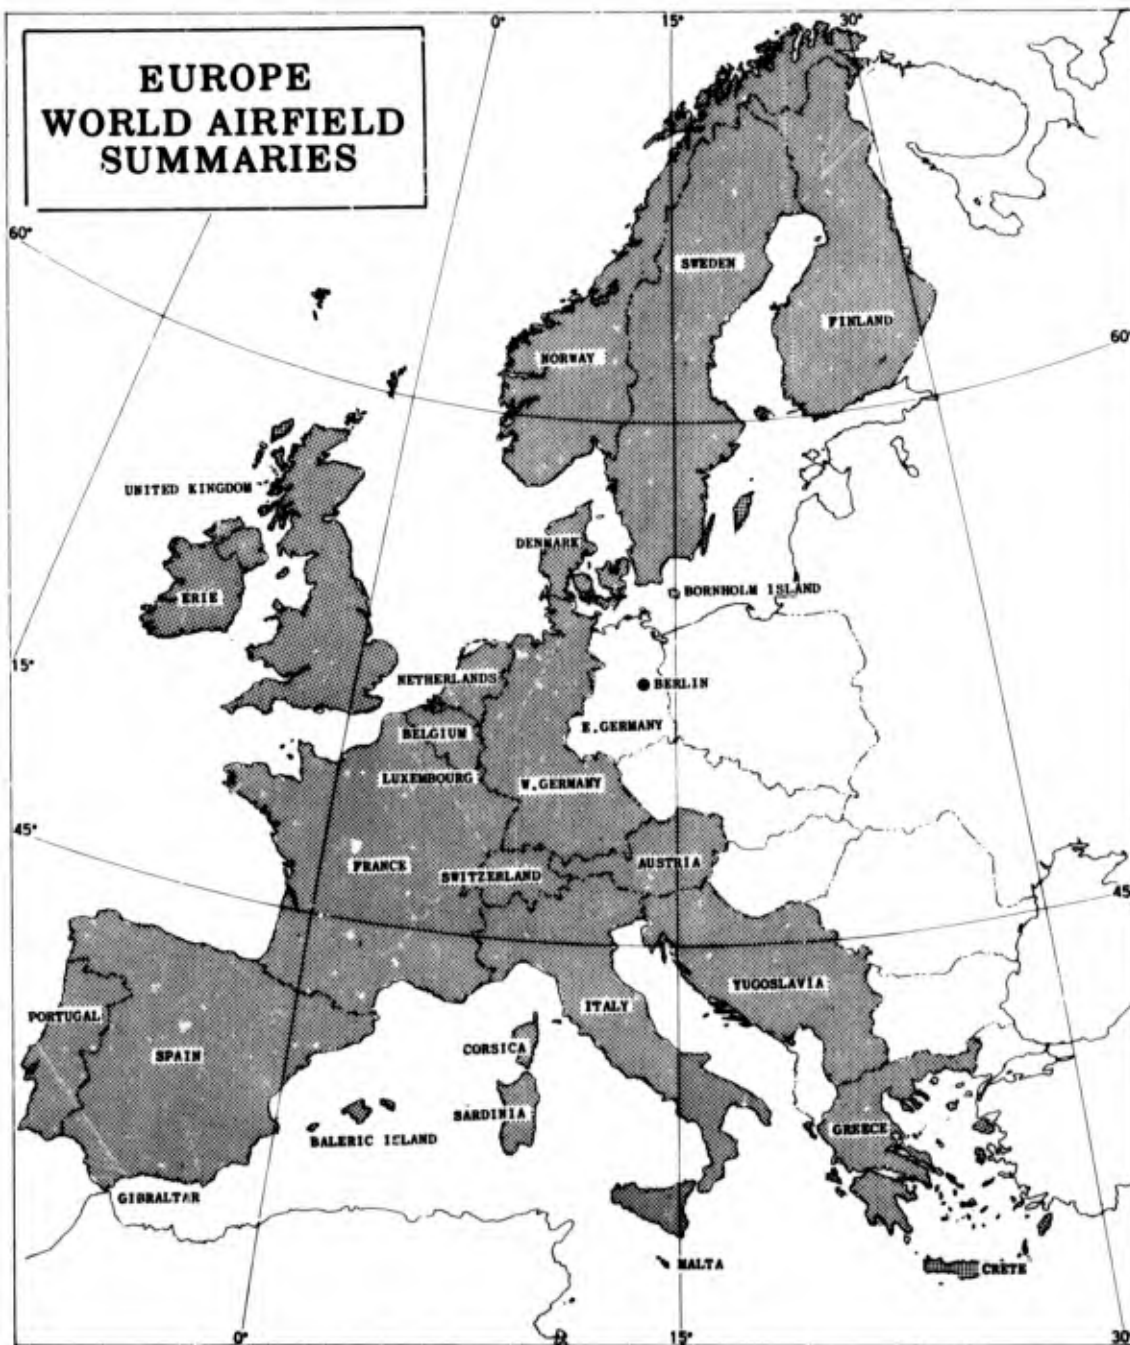 0°
15°
30°
EUROPE
WORLD AIRFIELD
SUMMARIES
60°
SWEDEN
FINLAND
60°
NORWAY
UNITED KINGDOM
DENMARK
ERIE
BORNHOLM ISLAND
15°
NETHERLANDS
BERLIN
E.GERMANY
BELGIUM
LUXEMBOURG
W.GERMANY
45°
FRANCE
AUSTRIA
SWITZERLAND
45°
YUGOSLAVIA
ITALY
PORTUGAL
SPAIN
CORSICA
SARDINIA
BALERIC ISLAND
GREECE
GIBRALTAR
MALTA
CRETE
0°
15°
30°